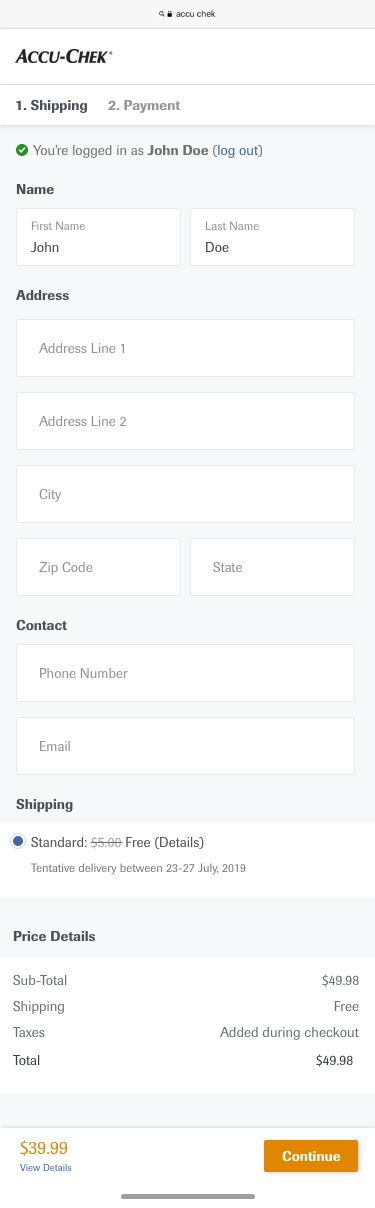 accu chek
ACCU-CHEK®
1. Shipping 2. Payment
You're logged in as John Doe (log out)
Name
First Name Last Name
John Doe
Address
Address Line 1
Address Line 2
City
Zip Code State
Contact
Phone Number
Email
Shipping
Standard: $5.00 Free (Details)
Tentative delivery between 23-27 July, 2019
Price Details
Sub-Total $49.98
Shipping Free
Taxes Added during checkout
Total $49.98
$39.99
View Details
Continue